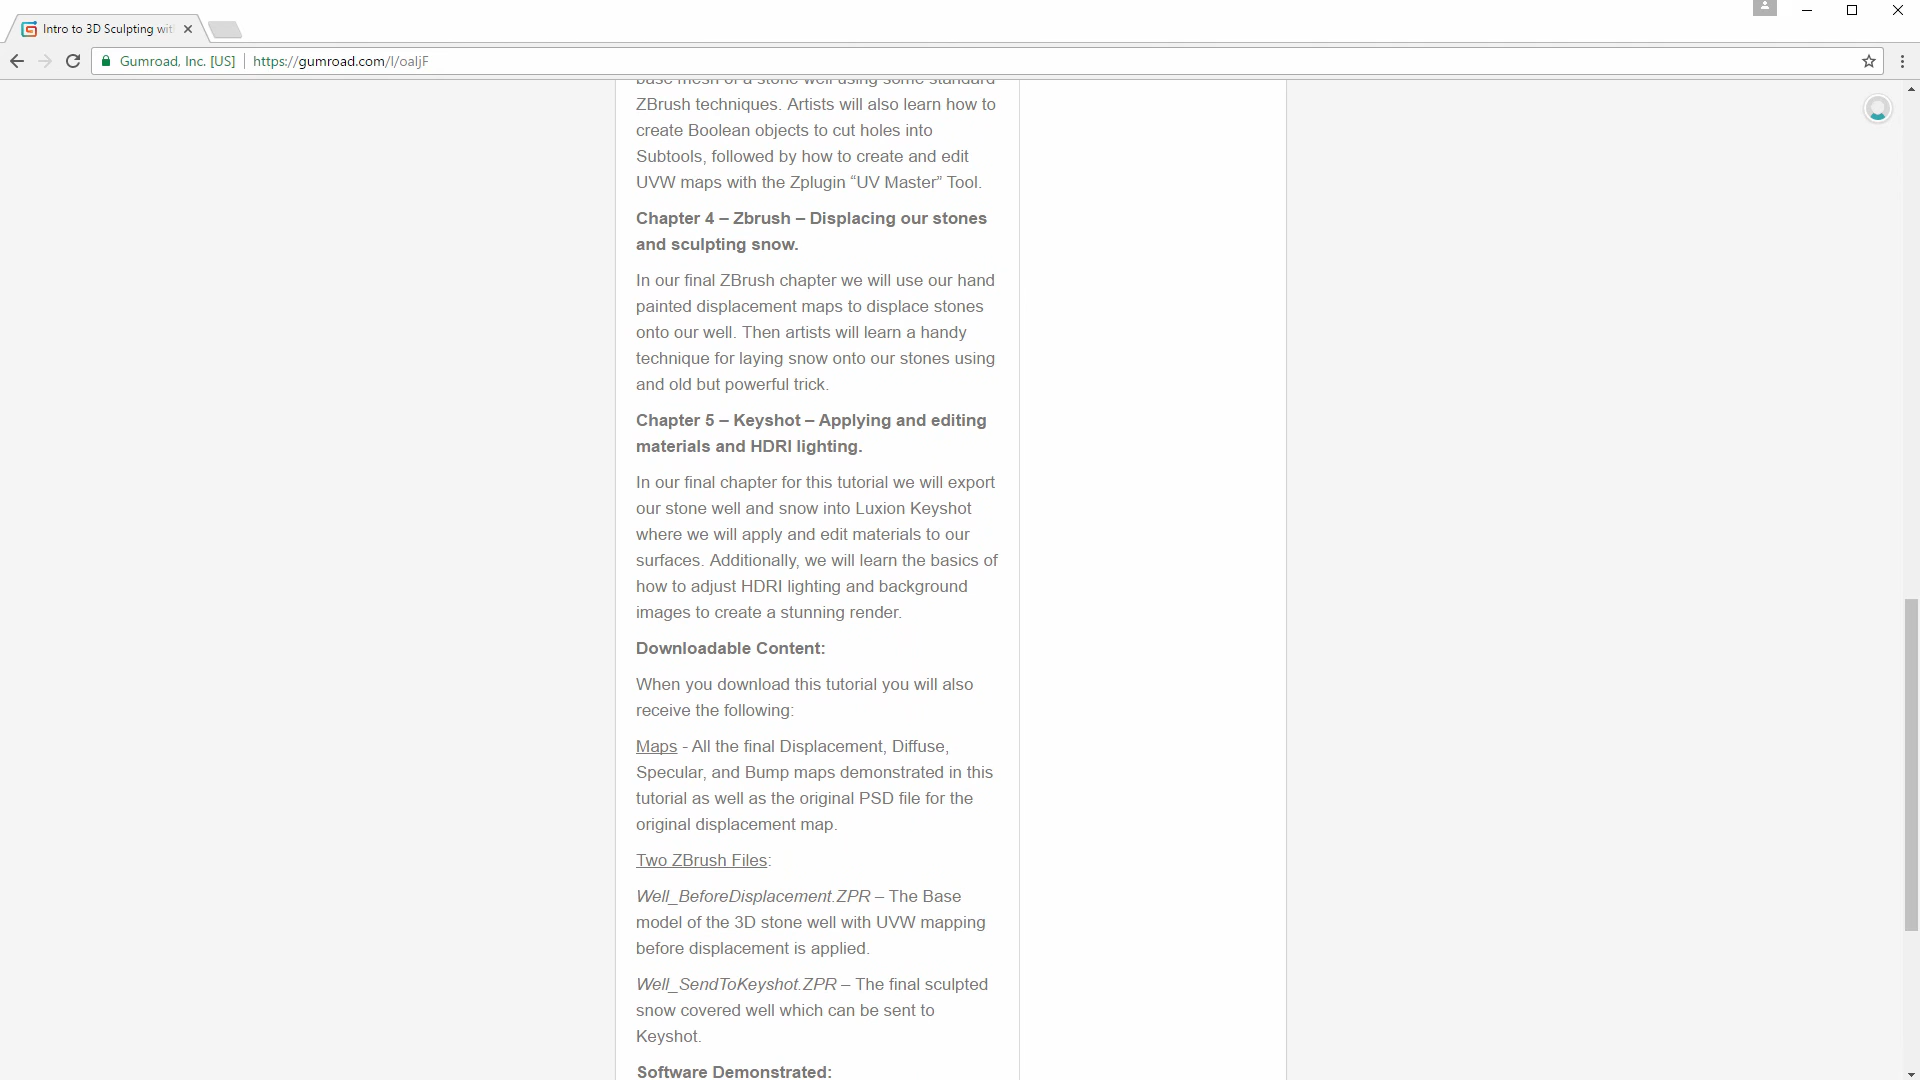 Intro to 3D Sculpting wit
Gumroad, Inc. [US]
https://gumroad.com/l/oaljF
base mesh of a stone well using some standard
ZBrush techniques. Artists will also learn how to
create Boolean objects to cut holes into
Subtools, followed by how to create and edit
UVW maps with the Zplugin “UV Master” Tool.
Chapter 4 – Zbrush – Displacing our stones
and sculpting snow.
In our final ZBrush chapter we will use our hand
painted displacement maps to displace stones
onto our well. Then artists will learn a handy
technique for laying snow onto our stones using
and old but powerful trick.
Chapter 5 – Keyshot – Applying and editing
materials and HDRI lighting.
In our final chapter for this tutorial we will export
our stone well and snow into Luxion Keyshot
where we will apply and edit materials to our
surfaces. Additionally, we will learn the basics of
how to adjust HDRI lighting and background
images to create a stunning render.
Downloadable Content:
When you download this tutorial you will also
receive the following:
Maps - All the final Displacement, Diffuse,
Specular, and Bump maps demonstrated in this
tutorial as well as the original PSD file for the
original displacement map.
Two ZBrush Files:
Well_BeforeDisplacement.ZPR – The Base
model of the 3D stone well with UVW mapping
before displacement is applied.
Well_SendToKeyshot.ZPR – The final sculpted
snow covered well which can be sent to
Keyshot.
Software Demonstrated: